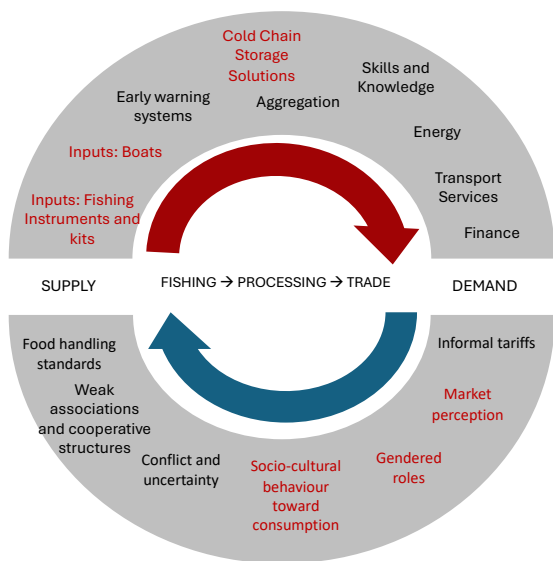 Cold Chain
Storage
Solutions
Skills and
Knowledge
Early warning
systems
Aggregation
Energy
Inputs: Boats
Transport
Services
Inputs: Fishing
Instruments and
kits
Finance
SUPPLY
FISHING → PROCESSING → TRADE
DEMAND
Food handling
standards
Informal tariffs
Weak
associations
and cooperative
structures
Market
perception
Conflict and
uncertainty
Socio-cultural
behaviour
toward
consumption
Gendered
roles